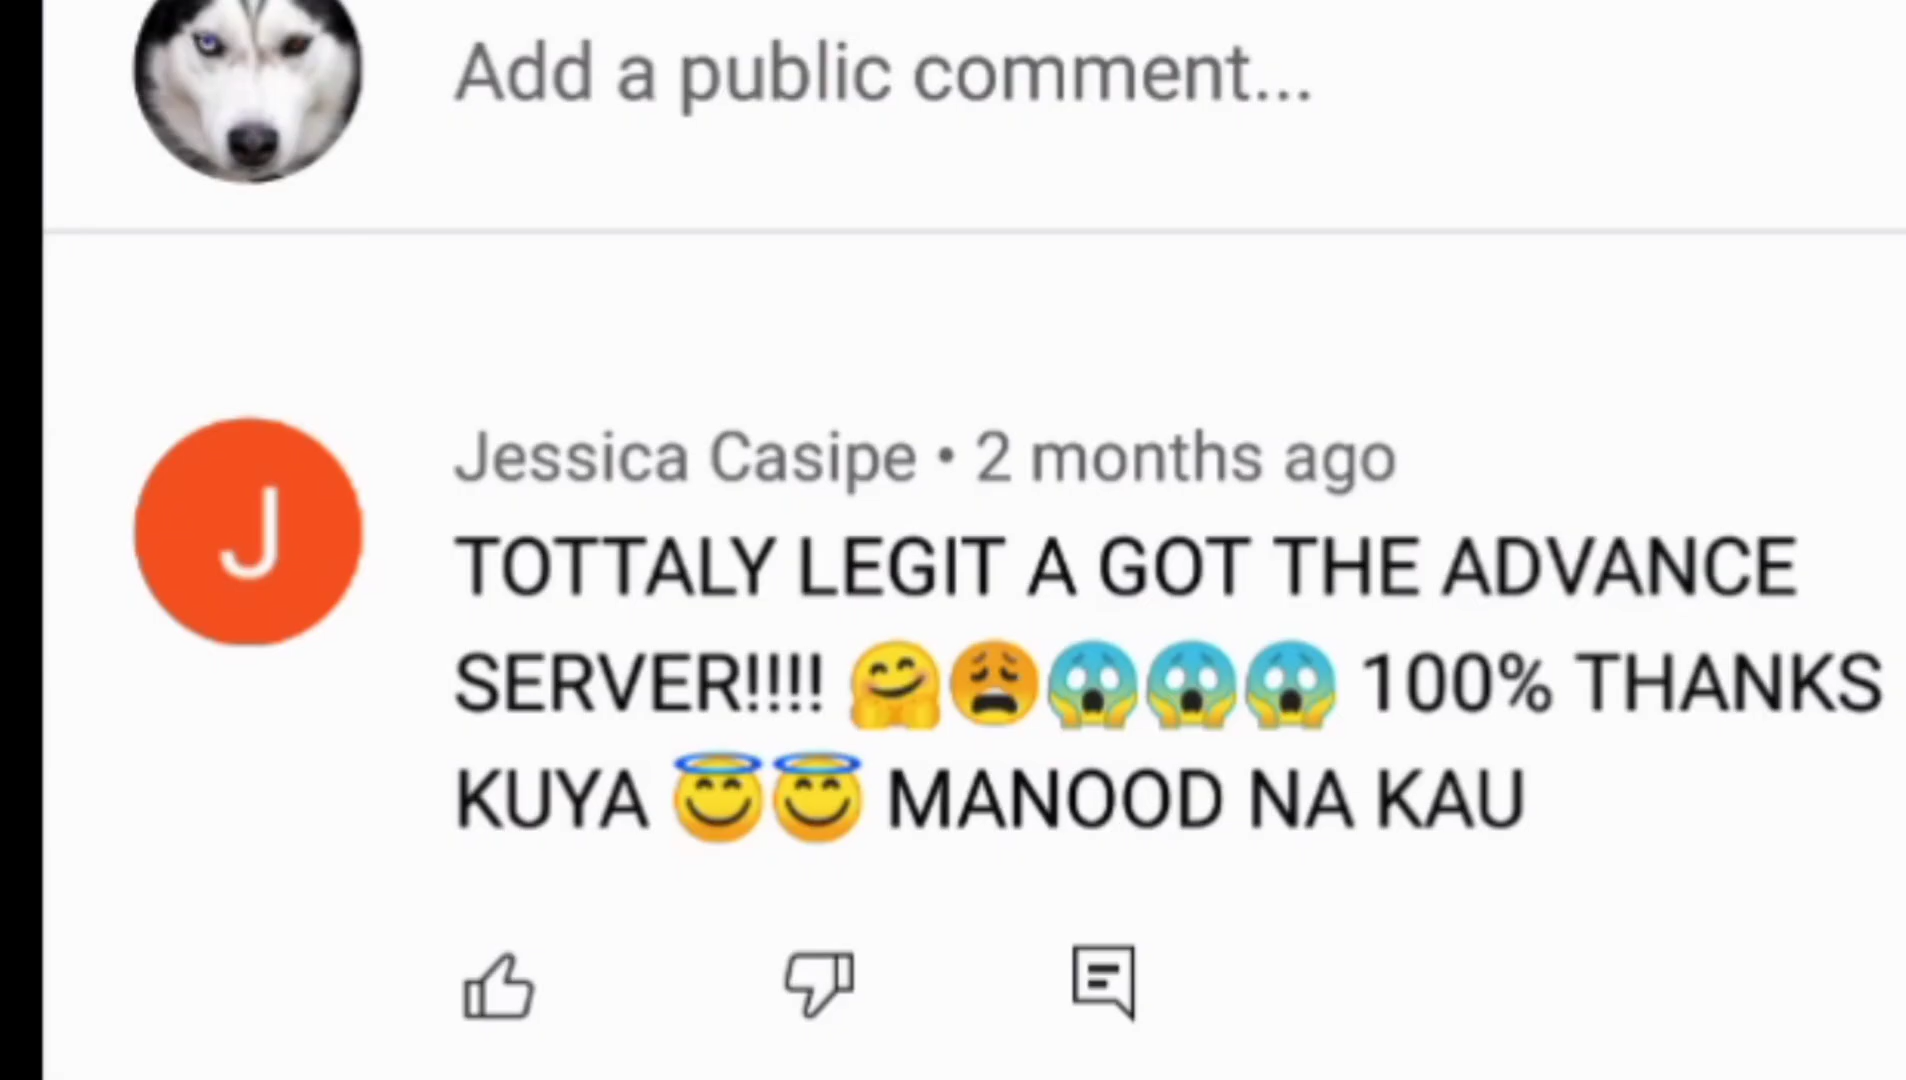 Add a public comment...
J
Jessica Casipe • 2 months ago
TOTTALY LEGIT A GOT THE ADVANCE
SERVER!!!! 🤗😩😱😱😱 100% THANKS
KUYA 😇😇 MANOOD NA KAU